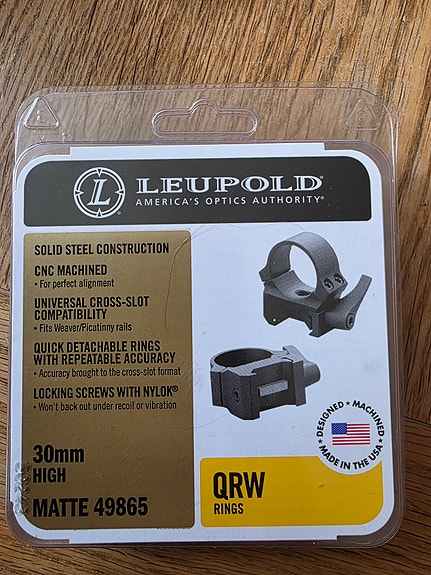 LEUPOLD®
AMERICA'S OPTICS AUTHORITY®
SOLID STEEL CONSTRUCTION
CNC MACHINED
• For perfect alignment
UNIVERSAL CROSS-SLOT
COMPATIBILITY
• Fits Weaver/Picatinny rails
QUICK DETACHABLE RINGS
WITH REPEATABLE ACCURACY
• Accuracy brought to the cross-slot format
LOCKING SCREWS WITH NYLOK®
• Won't back out under recoil or vibration
30mm
HIGH
MATTE 49865
QRW
RINGS
DESIGNED • MACHINED
• MADE IN THE USA •